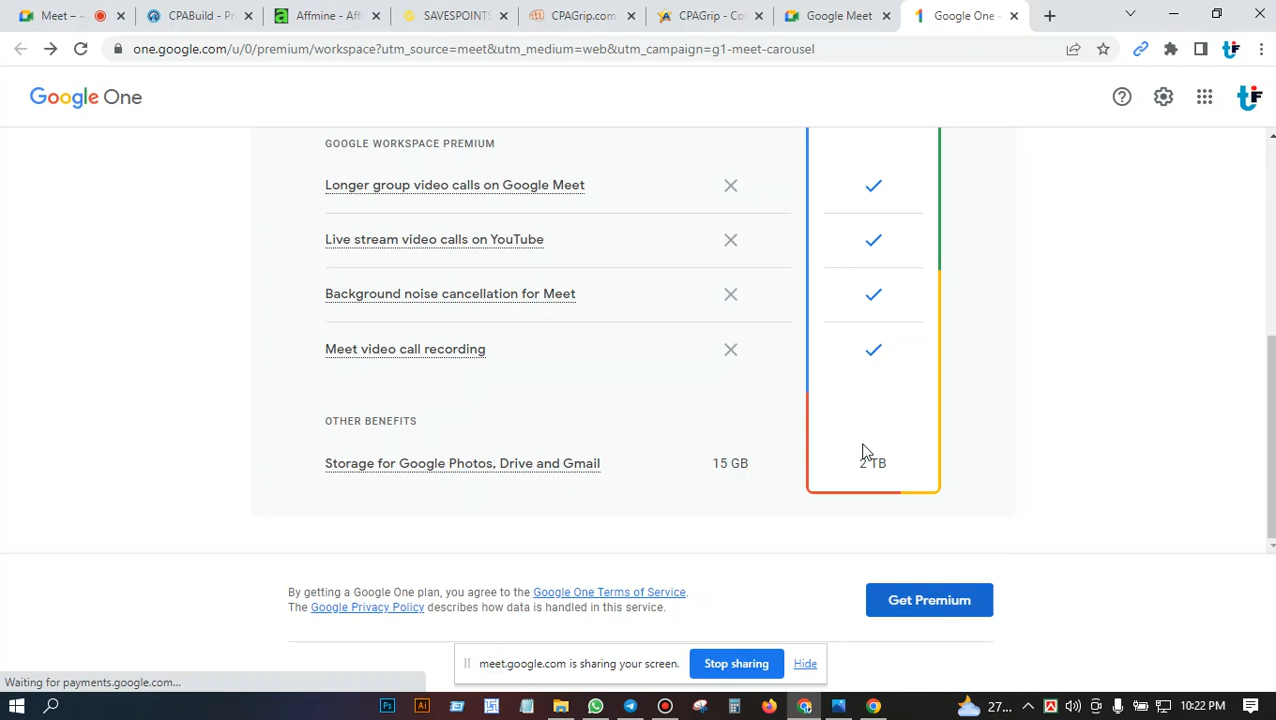 Meet – ~
CPABuild - Pr
Affmine - Aff
SAVESPOINTS
CPAGrip.com
CPAGrip - Co
Google Meet
Google One -
one.google.com/u/0/premium/workspace?utm_source=meet&utm_medium=web&utm_campaign=g1-meet-carousel
Google One
GOOGLE WORKSPACE PREMIUM
Longer group video calls on Google Meet
Live stream video calls on YouTube
Background noise cancellation for Meet
Meet video call recording
OTHER BENEFITS
Storage for Google Photos, Drive and Gmail 15 GB 2 TB
By getting a Google One plan, you agree to the Google One Terms of Service.
The Google Privacy Policy describes how data is handled in this service.
Get Premium
meet.google.com is sharing your screen. Stop sharing Hide
Waiting for payments.google.com...
Ps Ai 27... 10:22 PM